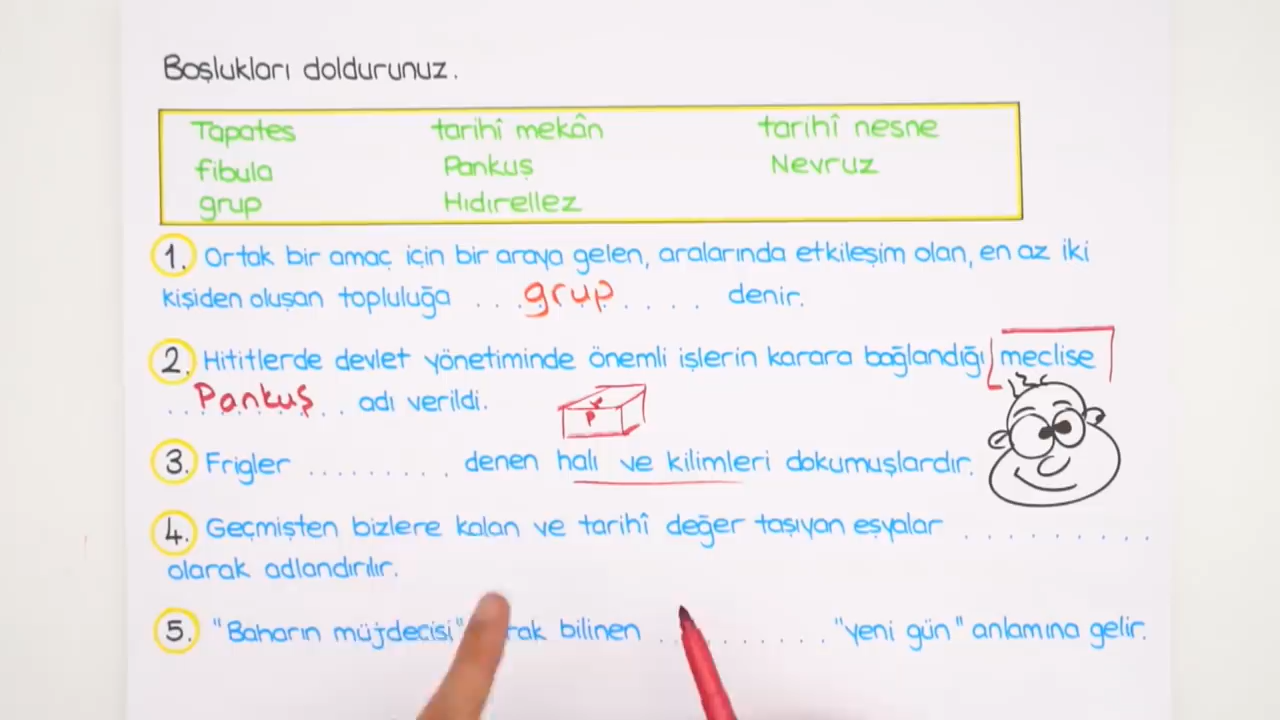 Boşlukları doldurunuz.
Tapates tarihî mekân tarihî nesne
fibula Pankuş Nevruz
grup Hıdırellez
1. Ortak bir amaç için bir araya gelen, aralarında etkileşim olan, en az iki
kişiden oluşan topluluğa ... grup .... denir.
2. Hititlerde devlet yönetiminde önemli işlerin karara bağlandığı meclise
Pankuş .. adı verildi.
3. Frigler ......... denen halı ve kilimleri dokumuşlardır.
4. Geçmişten bizlere kalan ve tarihî değer taşıyan eşyalar ..........
olarak adlandırılır.
5. "Baharın müjdecisi" rak bilinen .......... "yeni gün" anlamına gelir.